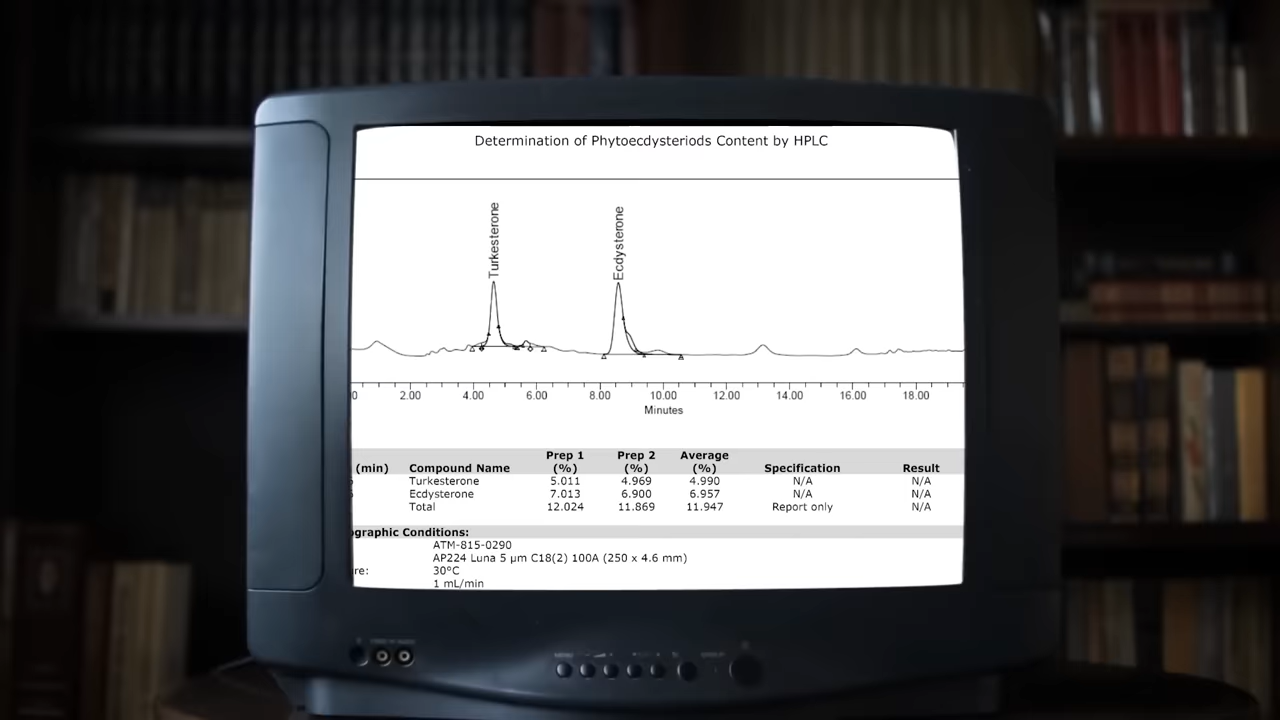 Determination of Phytoecdysteriods Content by HPLC
Turkesterone
Ecdysterone
0 2.00 4.00 6.00 8.00 10.00 12.00 14.00 16.00 18.00
Minutes
Prep 1 Prep 2 Average
(min) Compound Name (%) (%) (%) Specification Result
Turkesterone 5.011 4.969 4.990 N/A N/A
Ecdysterone 7.013 6.900 6.957 N/A N/A
Total 12.024 11.869 11.947 Report only N/A
ographic Conditions:
ATM-815-0290
AP224 Luna 5 µm C18(2) 100A (250 x 4.6 mm)
re: 30°C
1 mL/min